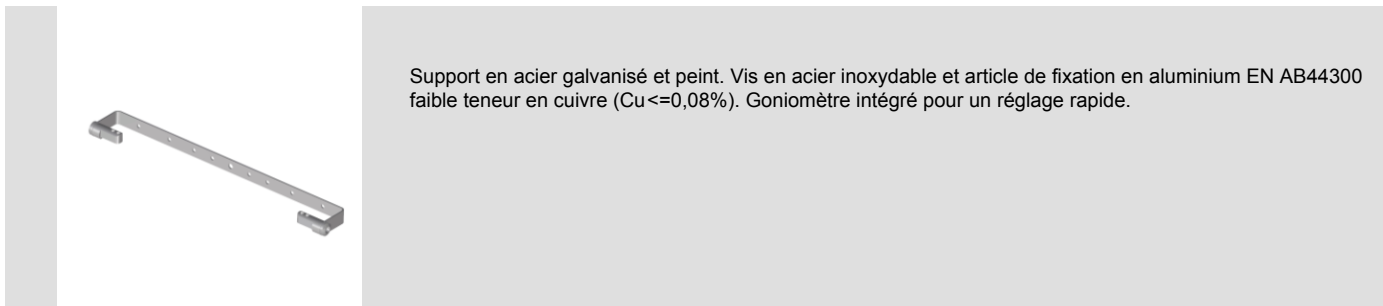 Support en acier galvanisé et peint. Vis en acier inoxydable et article de fixation en aluminium EN AB44300
faible teneur en cuivre (Cu<=0,08%). Goniomètre intégré pour un réglage rapide.